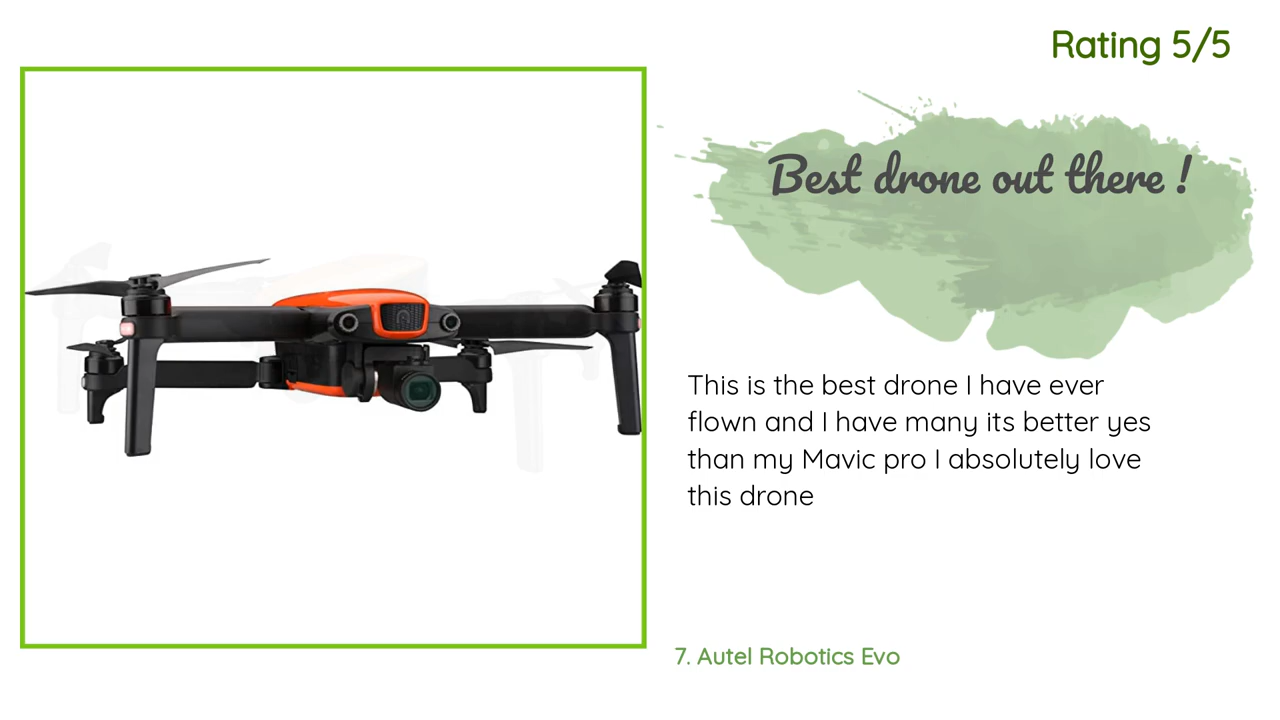 Rating 5/5
Best drone out there !
This is the best drone I have ever
flown and I have many its better yes
than my Mavic pro I absolutely love
this drone
7. Autel Robotics Evo